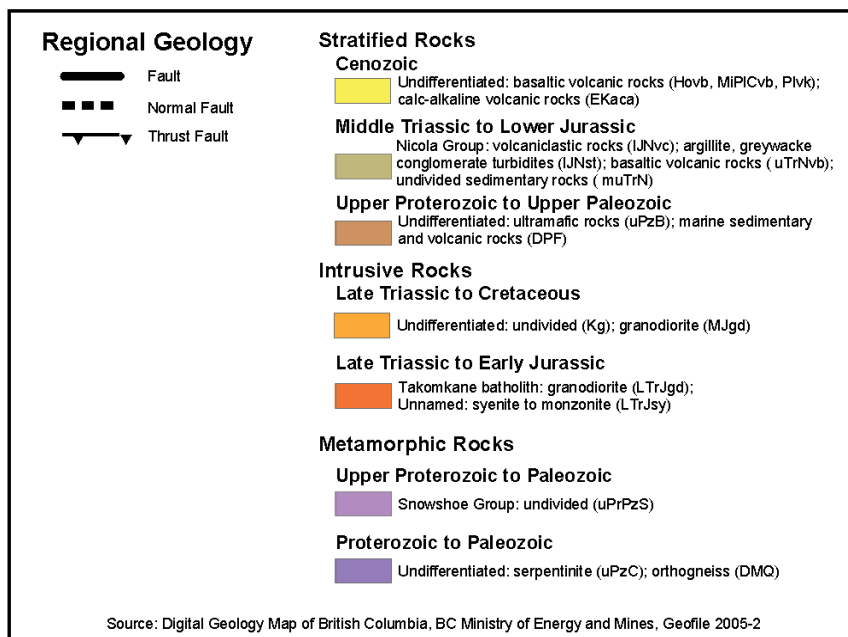 Regional Geology
Fault
Normal Fault
Thrust Fault
Stratified Rocks
Cenozoic
Undifferentiated: basaltic volcanic rocks (Hovb, MiPlCvb, Plvk);
calc-alkaline volcanic rocks (EKaca)
Middle Triassic to Lower Jurassic
Nicola Group: volcaniclastic rocks (lJNvc); argillite, greywacke
conglomerate turbidites (lJNst); basaltic volcanic rocks ( uTrNvb);
undivided sedimentary rocks ( muTrN)
Upper Proterozoic to Upper Paleozoic
Undifferentiated: ultramafic rocks (uPzB); marine sedimentary
and volcanic rocks (DPF)
Intrusive Rocks
Late Triassic to Cretaceous
Undifferentiated: undivided (Kg); granodiorite (MJgd)
Late Triassic to Early Jurassic
Takomkane batholith: granodiorite (LTrJgd);
Unnamed: syenite to monzonite (LTrJsy)
Metamorphic Rocks
Upper Proterozoic to Paleozoic
Snowshoe Group: undivided (uPrPzS)
Proterozoic to Paleozoic
Undifferentiated: serpentinite (uPzC); orthogneiss (DMQ)
Source: Digital Geology Map of British Columbia, BC Ministry of Energy and Mines, Geofile 2005-2